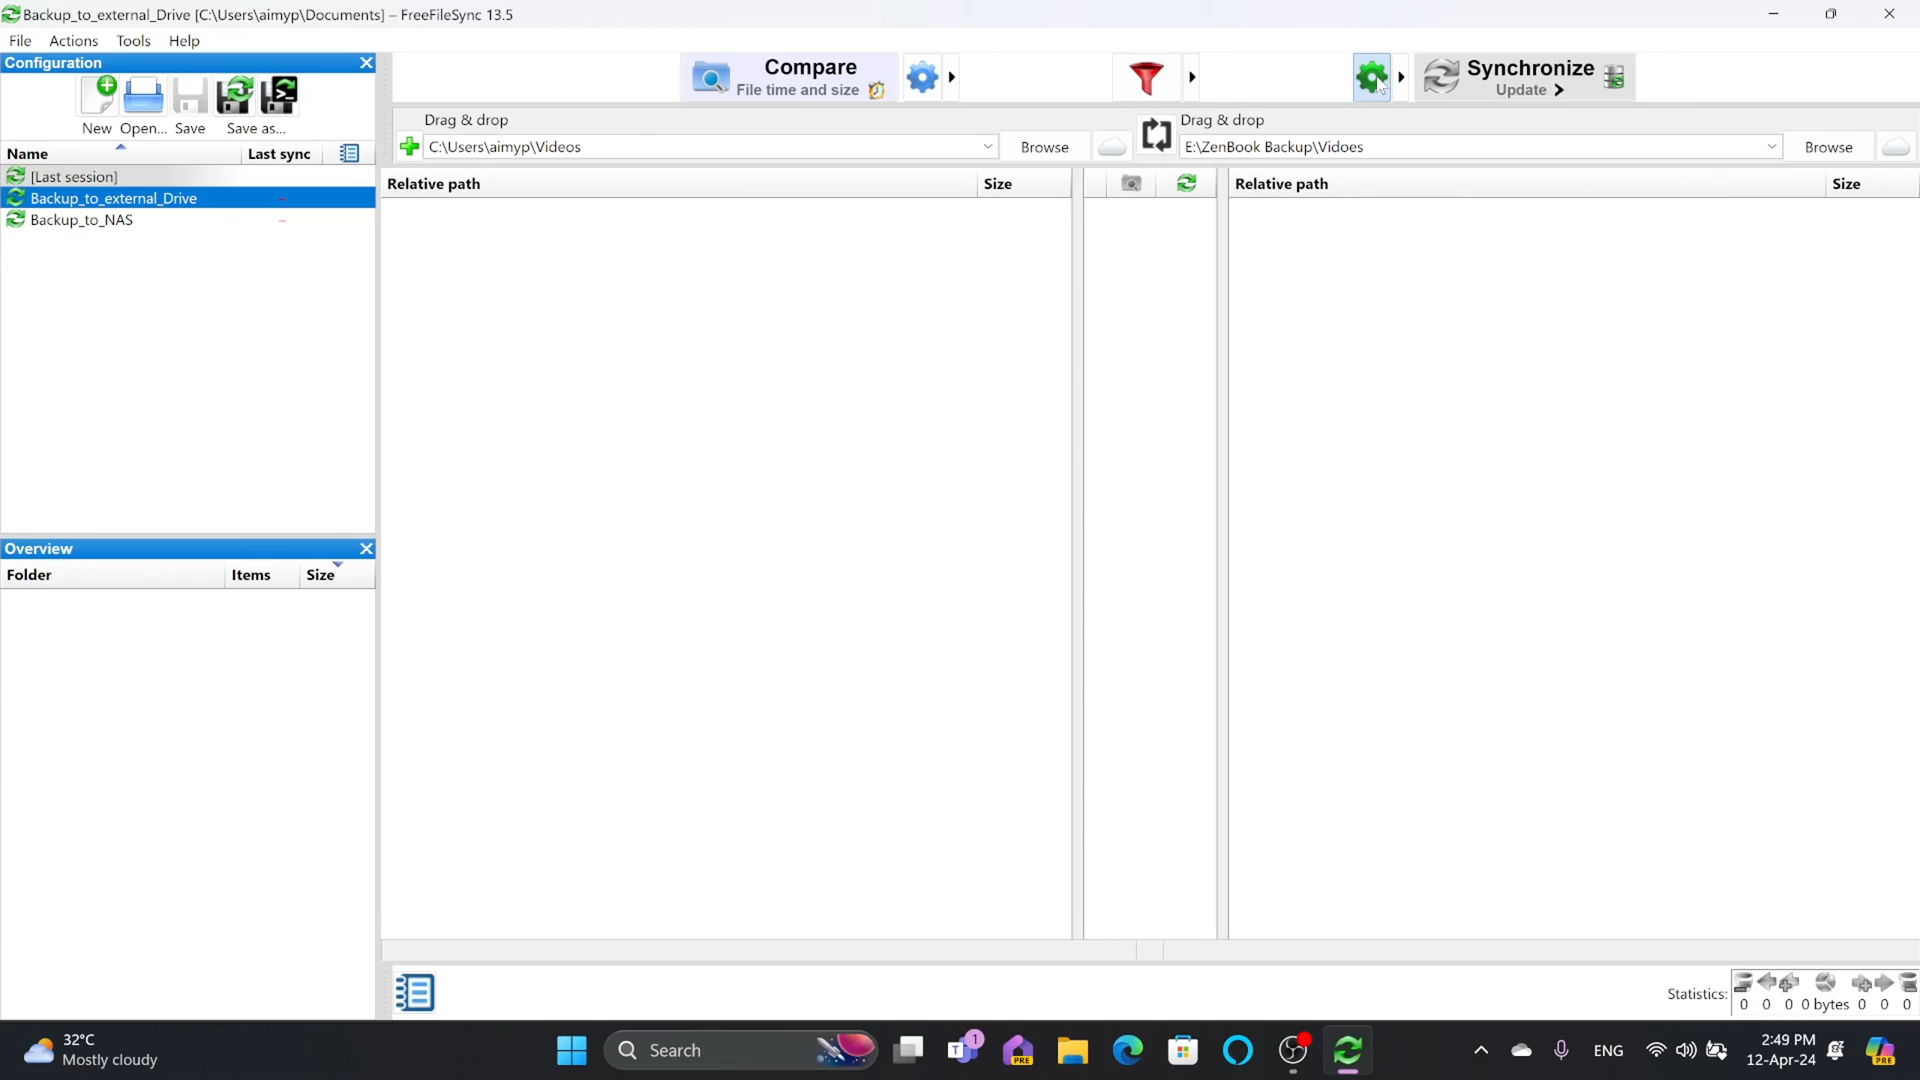 Backup_to_external_Drive [C:\Users\aimyp\Documents] – FreeFileSync 13.5
File Actions Tools Help
Configuration
New Open... Save Save as...
Name Last sync
[Last session]
Backup_to_external_Drive –
Backup_to_NAS –
Overview
Folder Items Size
Compare
File time and size
Synchronize
Update
Drag & drop
C:\Users\aimyp\Videos
Browse
Drag & drop
E:\ZenBook Backup\Vidoes
Browse
Relative path Size
Relative path Size
Statistics:
0 0 0 0 bytes 0 0 0
32°C
Mostly cloudy
Search
T
1
PRE
ENG
2:49 PM
12-Apr-24
PRE